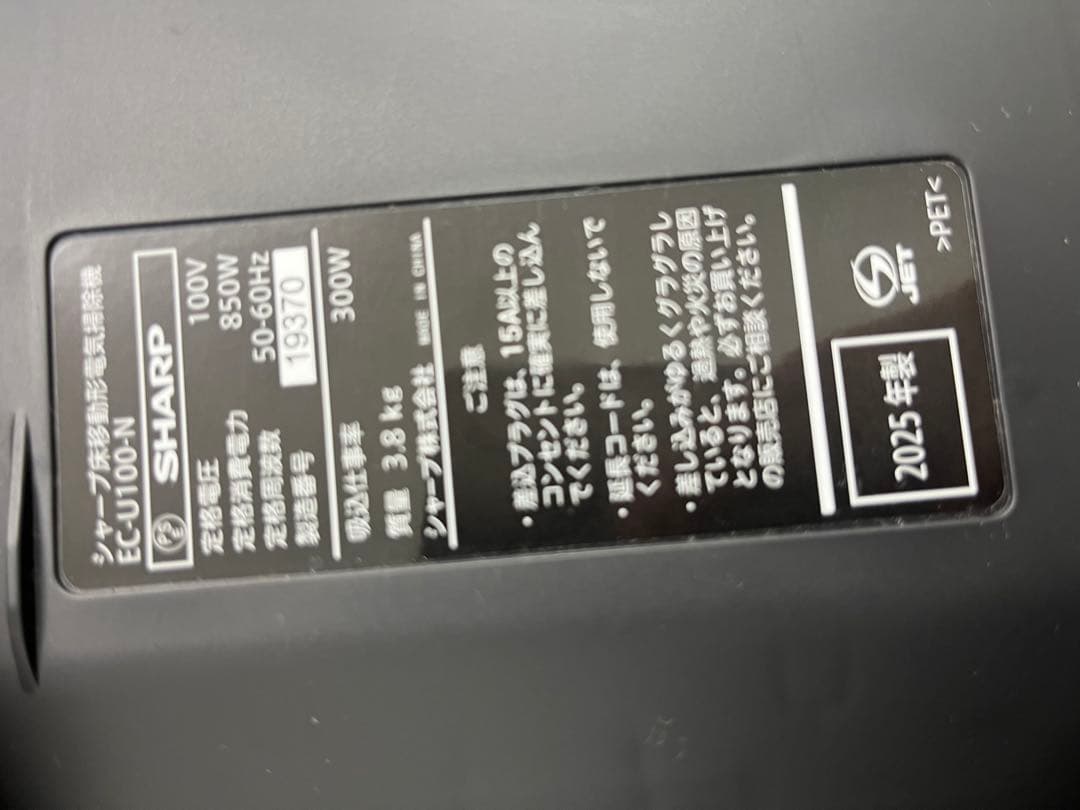 シャープ床移動形電気掃除機
EC-U100-N
PSE SHARP
定格電圧 100V
定格消費電力 850W
定格周波数 50-60Hz
製造番号 19370
吸込仕事率 300W
質量 3.8kg
シャープ株式会社 MADE IN CHINA
ご注意
・差込プラグは、15A以上の
コンセントに確実に差し込ん
でください。
・延長コードは、使用しないで
ください。
・差し込みがゆるくグラグラし
ていると、過熱や火災の原因
となります。必ずお買い上げ
の販売店にご相談ください。
2025年製
JET
>PET<